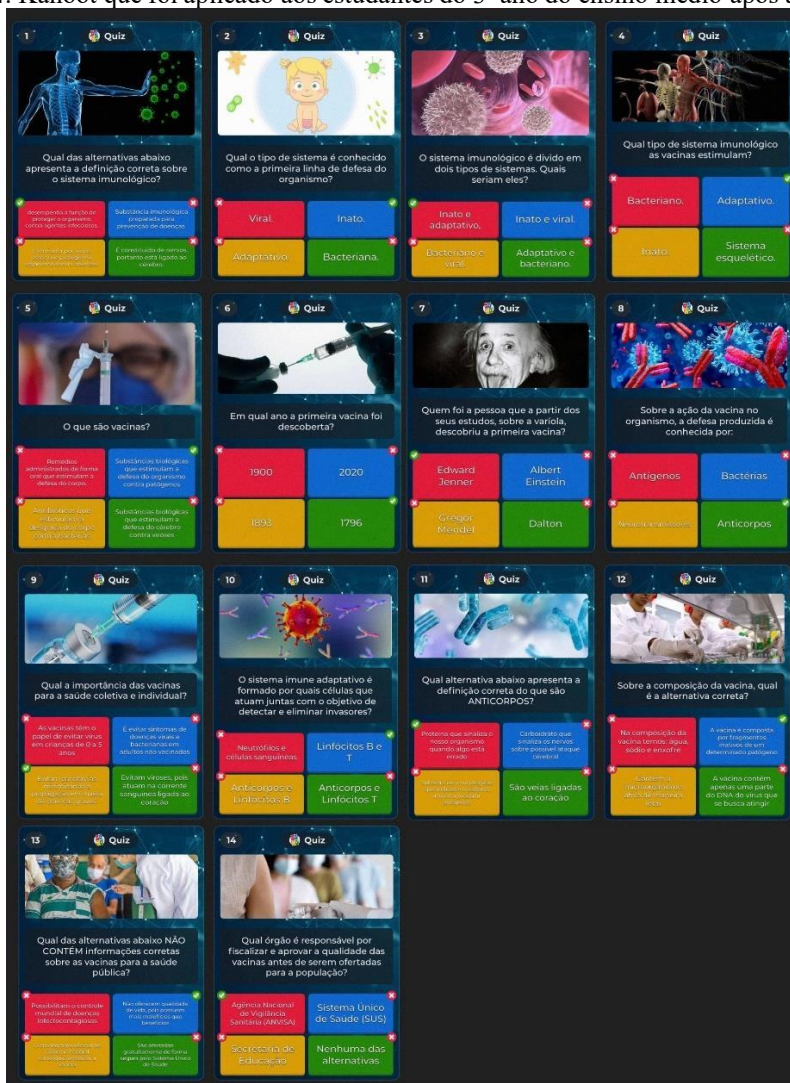 . Kahoot que foi aplicado aos estudantes do 3º ano do ensino médio após a
1 Quiz
Qual das alternativas abaixo
apresenta a definição correta sobre
o sistema imunológico?
desempenha a função de
proteger o organismo,
contra agentes infecciosos.
Substância imunológica
preparada para
prevenção de doenças
É constituído de nervos,
portanto está ligado ao
cérebro.
2 Quiz
Qual o tipo de sistema é conhecido
como a primeira linha de defesa do
organismo?
Viral.
Inato.
Adaptativo.
Bacteriana.
3 Quiz
O sistema imunológico é divido em
dois tipos de sistemas. Quais
seriam eles?
Inato e
adaptativo,
Inato e viral.
Bacteriano e
viral
Adaptativo e
bacteriano.
4 Quiz
Qual tipo de sistema imunológico
as vacinas estimulam?
Bacteriano.
Adaptativo.
Inato.
Sistema
esquelético.
5 Quiz
O que são vacinas?
Remédios
administrados de forma
oral que estimulam a
defesa do corpo
Substâncias biológicas
que estimulam a
defesa do organismo
contra patógenos
Antibióticos que
Substâncias biológicas
que estimulam a
defesa do cérebro
contra viroses
6 Quiz
Em qual ano a primeira vacina foi
descoberta?
1900
2020
1893
1796
7 Quiz
Quem foi a pessoa que a partir dos
seus estudos, sobre a varíola,
descobriu a primeira vacina?
Edward
Jenner
Albert
Einstein
Gregor
Mendel
Dalton
8 Quiz
Sobre a ação da vacina no
organismo, a defesa produzida é
conhecida por:
Antígenos
Bactérias
Neurotransmissores
Anticorpos
9 Quiz
Qual a importância das vacinas
para a saúde coletiva e individual?
As vacinas têm o
papel de evitar vírus
em crianças de 0 a 5
anos
É evitar sintomas de
doenças virais e
bacterianas em
adultos não vacinados
Evitam viroses, pois
atuam na corrente
sanguínea ligada ao
coração
10 Quiz
O sistema imune adaptativo é
formado por quais células que
atuam juntas com o objetivo de
detectar e eliminar invasores?
Neutrófilos e
células sanguíneas
Linfócitos B e
T
Anticorpos e
Linfócitos B
Anticorpos e
Linfócitos T
11 Quiz
Qual alternativa abaixo apresenta a
definição correta do que são
ANTICORPOS?
Proteína que sinaliza o
nosso organismo
quando algo está
errado
Carboidrato que
sinaliza os nervos
sobre possível ataque
cerebral
São veias ligadas
ao coração
12 Quiz
Sobre a composição da vacina, qual
é a alternativa correta?
Na composição da
vacina temos: água,
sódio e enxofre
A vacina é composta
por fragmentos
inativos de um
determinado patógeno
A vacina contém
apenas uma parte
do DNA do vírus que
se busca atingir
13 Quiz
Qual das alternativas abaixo NÃO
CONTÉM informações corretas
sobre as vacinas para a saúde
pública?
Possibilitam o controle
mundial de doenças
infectocontagiosas
Não oferecem qualidade
de vida, pois possuem
mais malefícios que
benefícios
São ofertadas
gratuitamente de forma
segura pelo Sistema Único
de Saúde
14 Quiz
Qual órgão é responsável por
fiscalizar e aprovar a qualidade das
vacinas antes de serem ofertadas
para a população?
Agência Nacional
de Vigilância
Sanitária (ANVISA)
Sistema Único
de Saúde (SUS)
Secretaria de
Educação
Nenhuma das
alternativas